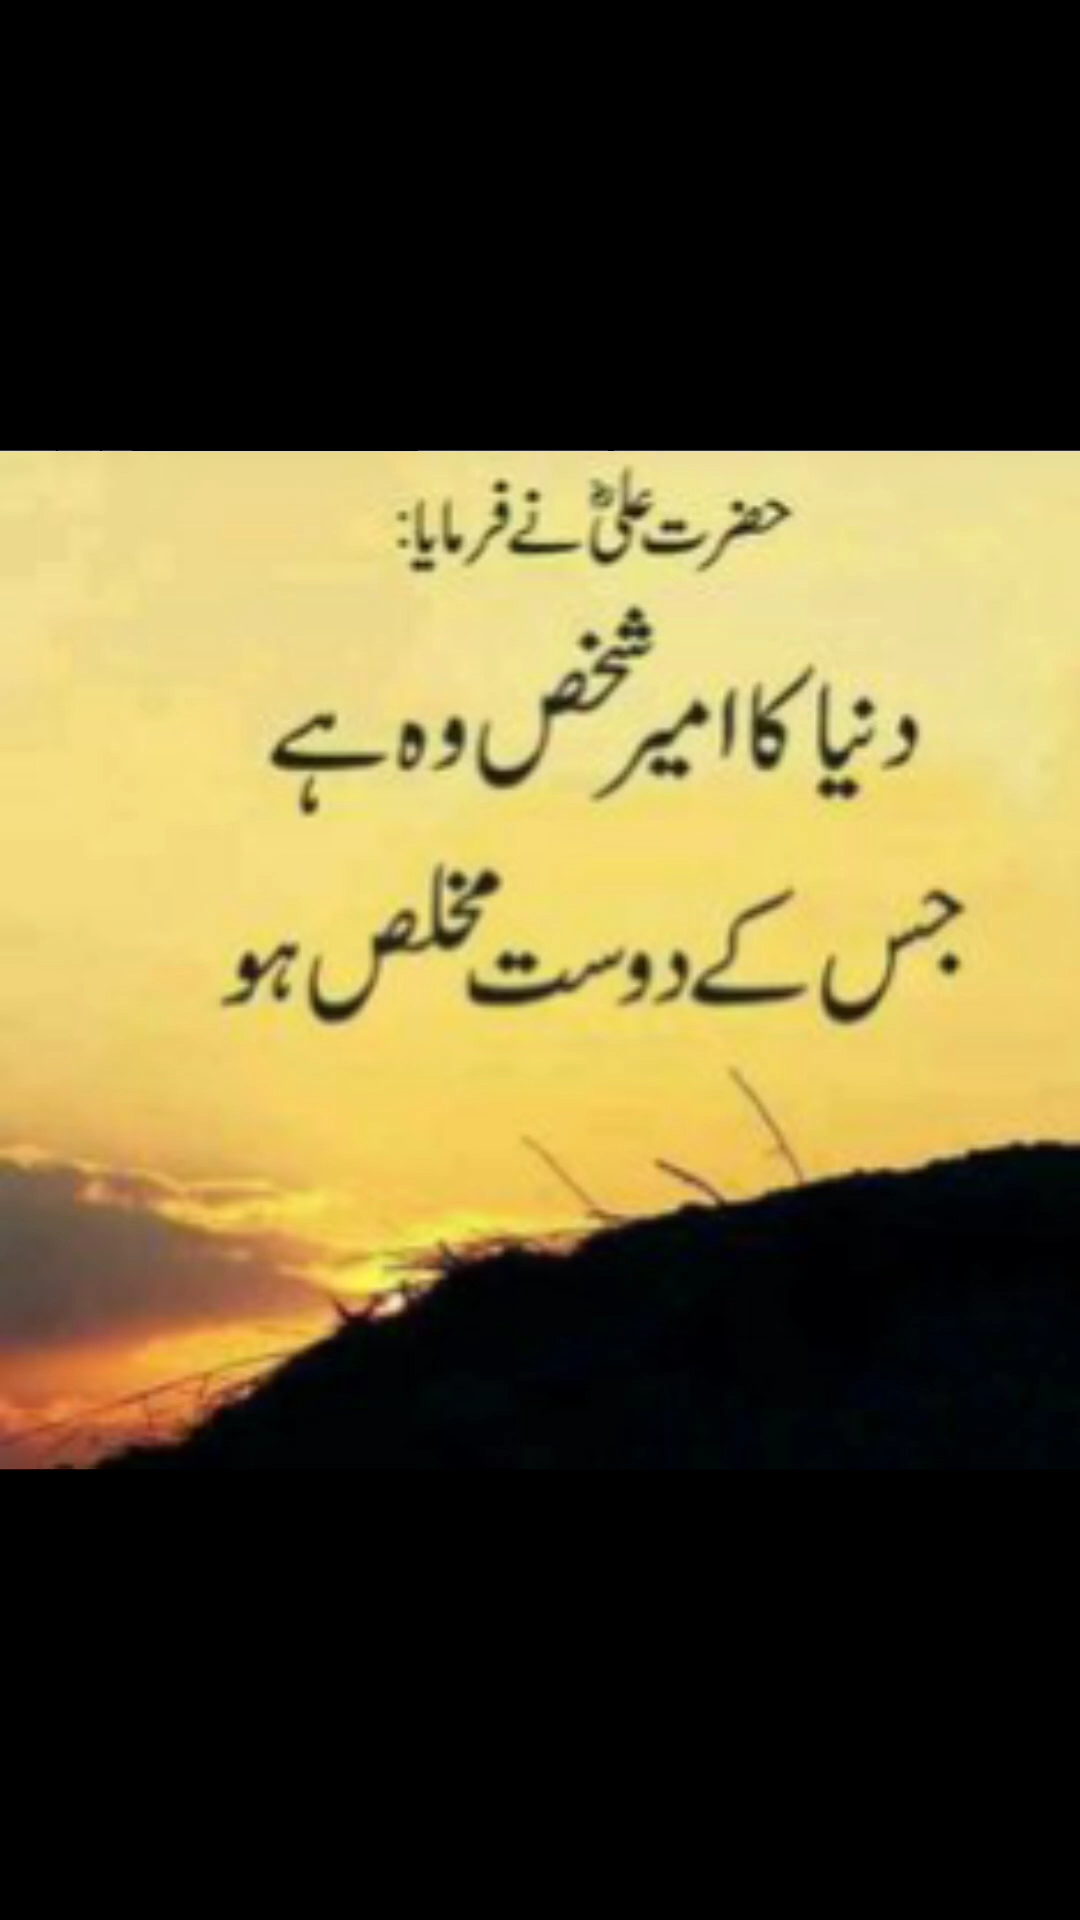 حضرت علیؓ نے فرمایا:
دنیا کا امیر شخص وہ ہے
جس کے دوست مخلص ہو